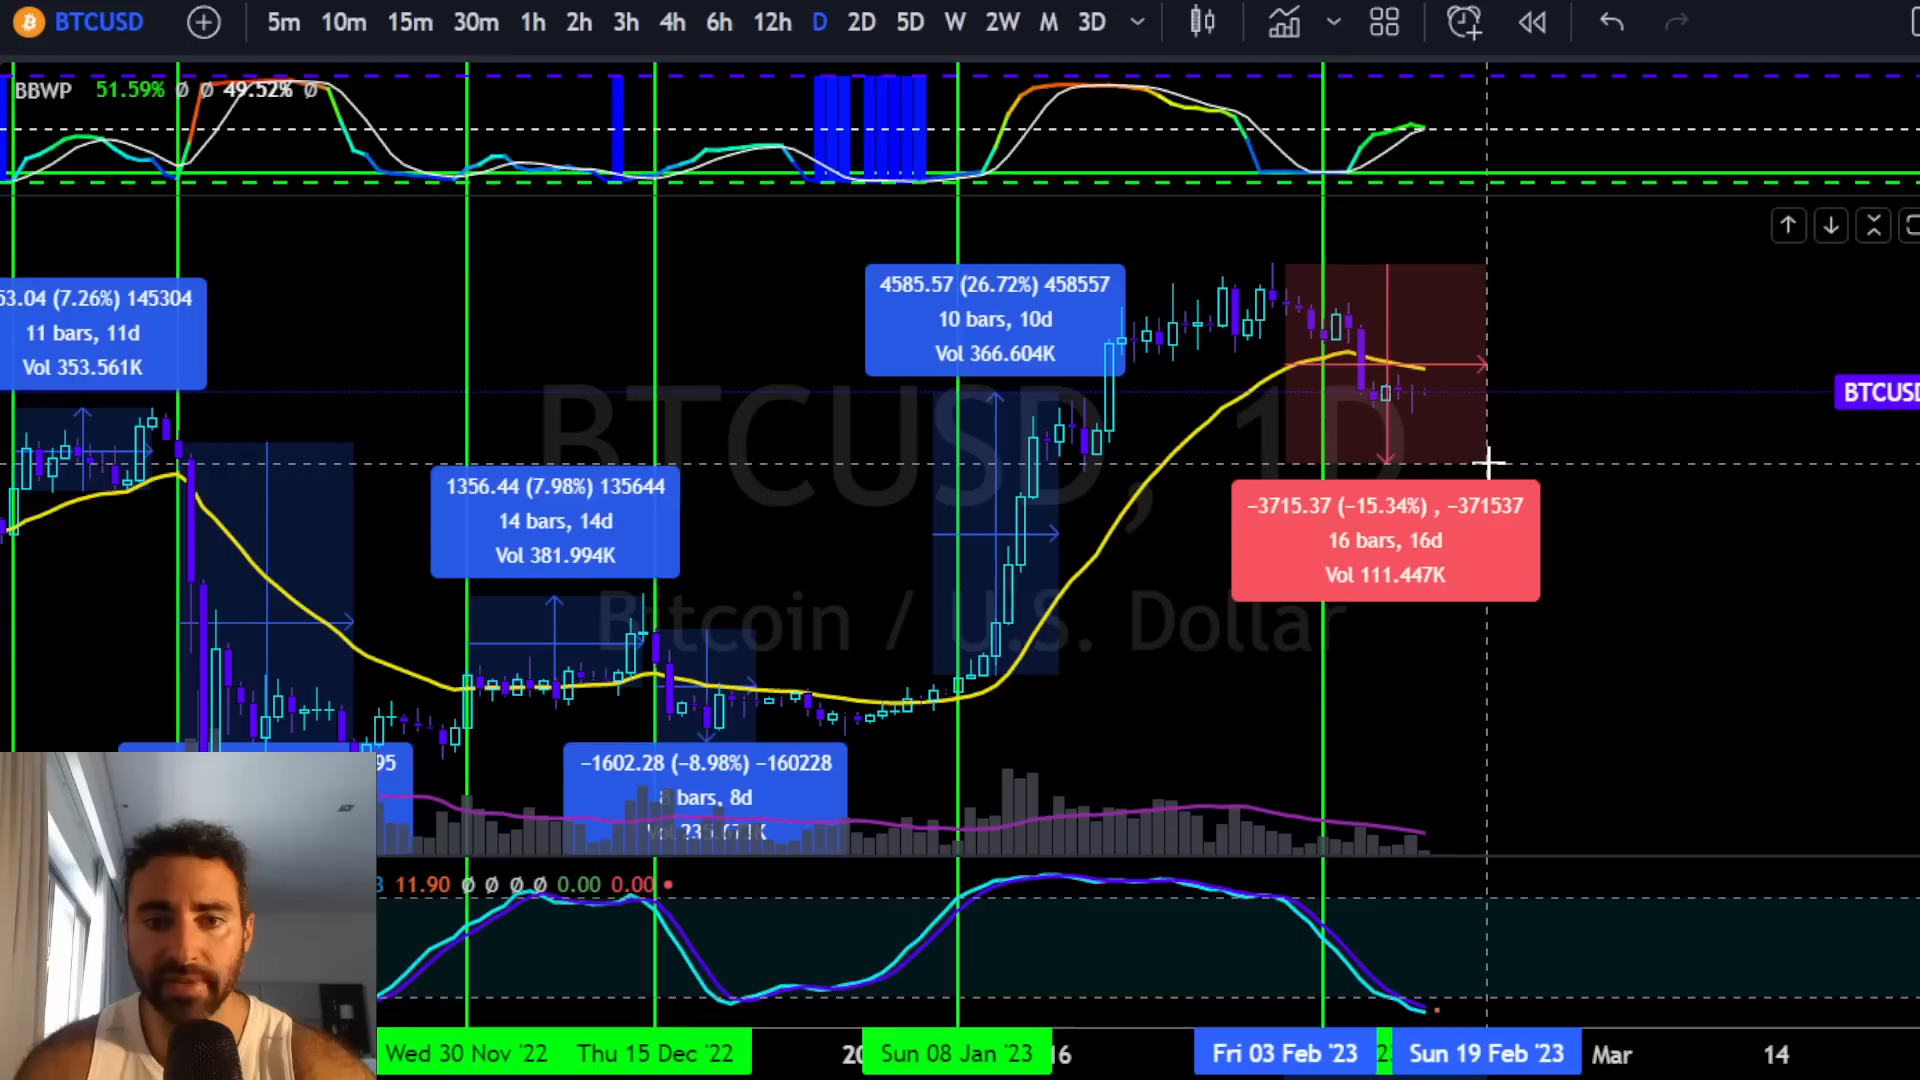 BTCUSD 5m 10m 15m 30m 1h 2h 3h 4h 6h 12h D 2D 5D W 2W M 3D
BBWP 51.59% Ø Ø 49.52% Ø
53.04 (7.26%) 145304
11 bars, 11d
Vol 353.561K
4585.57 (26.72%) 458557
10 bars, 10d
Vol 366.604K
BTCUSD, 1D
Bitcoin / U.S. Dollar
BTCUSD
1356.44 (7.98%) 135644
14 bars, 14d
Vol 381.994K
−3715.37 (−15.34%) , −371537
16 bars, 16d
Vol 111.447K
95
−1602.28 (−8.98%) −160228
8 bars, 8d
11.90 Ø Ø Ø Ø 0.00 0.00
Wed 30 Nov '22 Thu 15 Dec '22 Sun 08 Jan '23 16 Fri 03 Feb '23 Sun 19 Feb '23 Mar 14